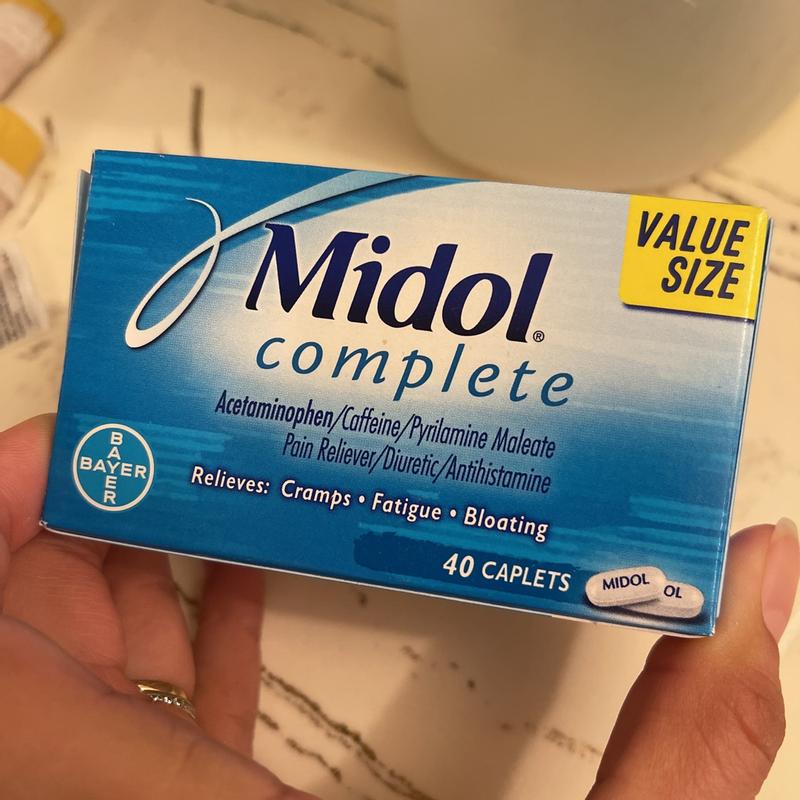 VALUE
SIZE
Midol®
complete
Acetaminophen/Caffeine/Pyrilamine Maleate
Pain Reliever/Diuretic/Antihistamine
BAYER
BAYER
Relieves: Cramps • Fatigue • Bloating
40 CAPLETS
MIDOL
OL